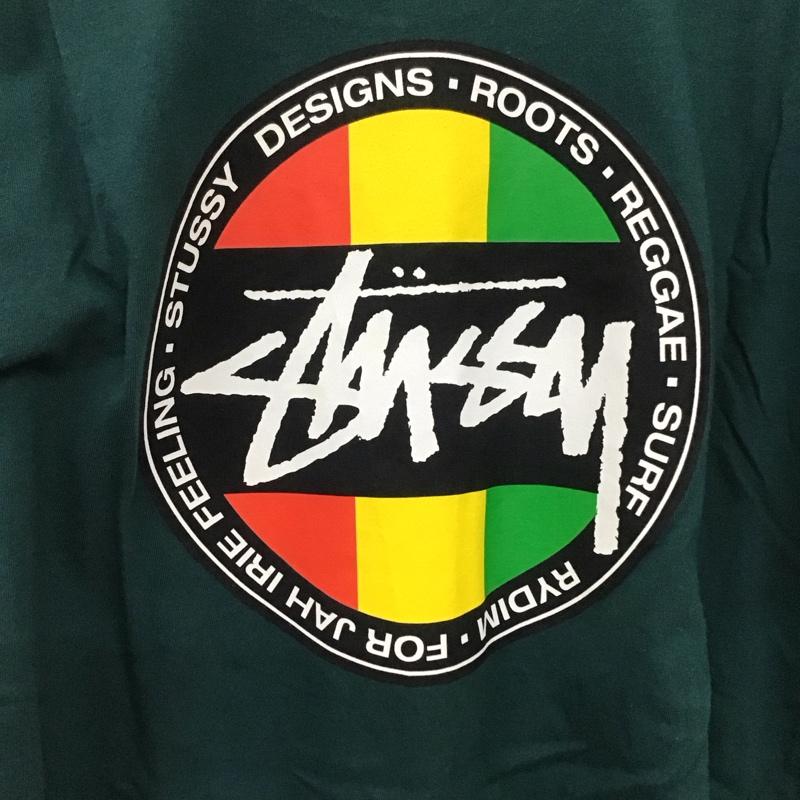 STUSSY DESIGNS · ROOTS · REGGAE · SURF RYDIM · FOR JAH IRIE FEELING ·
Stüssy